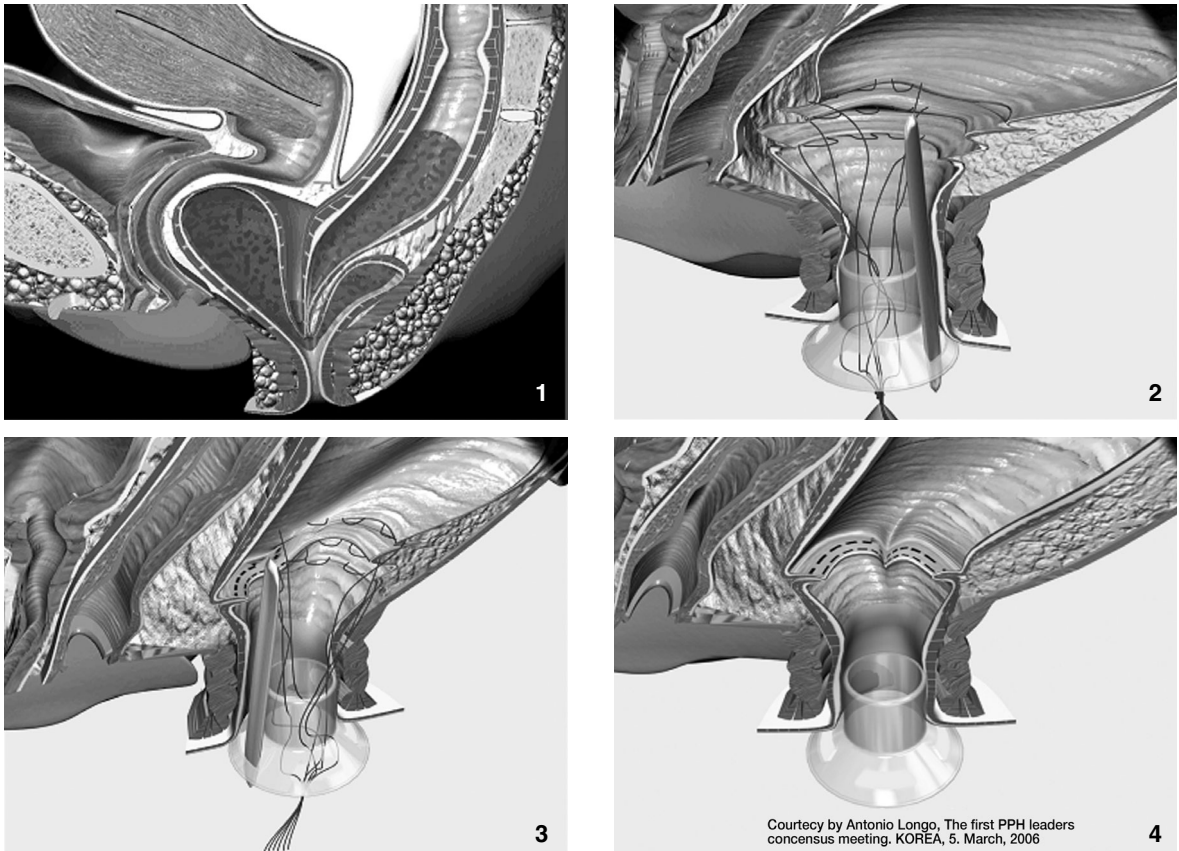 1
2
3
Courtecy by Antonio Longo, The first PPH leaders
concensus meeting. KOREA, 5. March, 2006
4